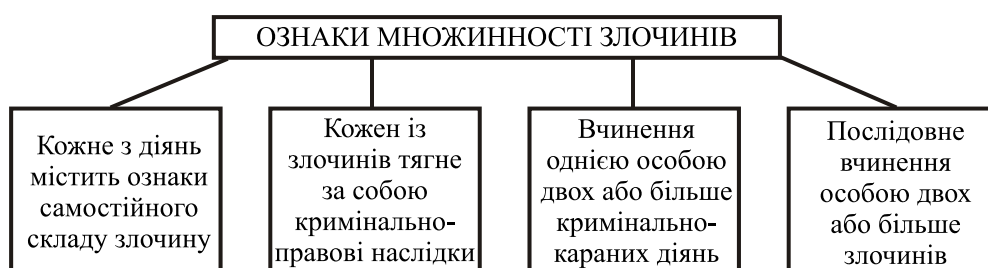 ОЗНАКИ МНОЖИННОСТІ ЗЛОЧИНІВ
Кожне з діянь
містить ознаки
самостійного
складу злочину
Кожен із
злочинів тягне
за собою
кримінально-
правові наслідки
Вчинення
однією особою
двох або більше
кримінально-
караних діянь
Послідовне
вчинення
особою двох
або більше
злочинів